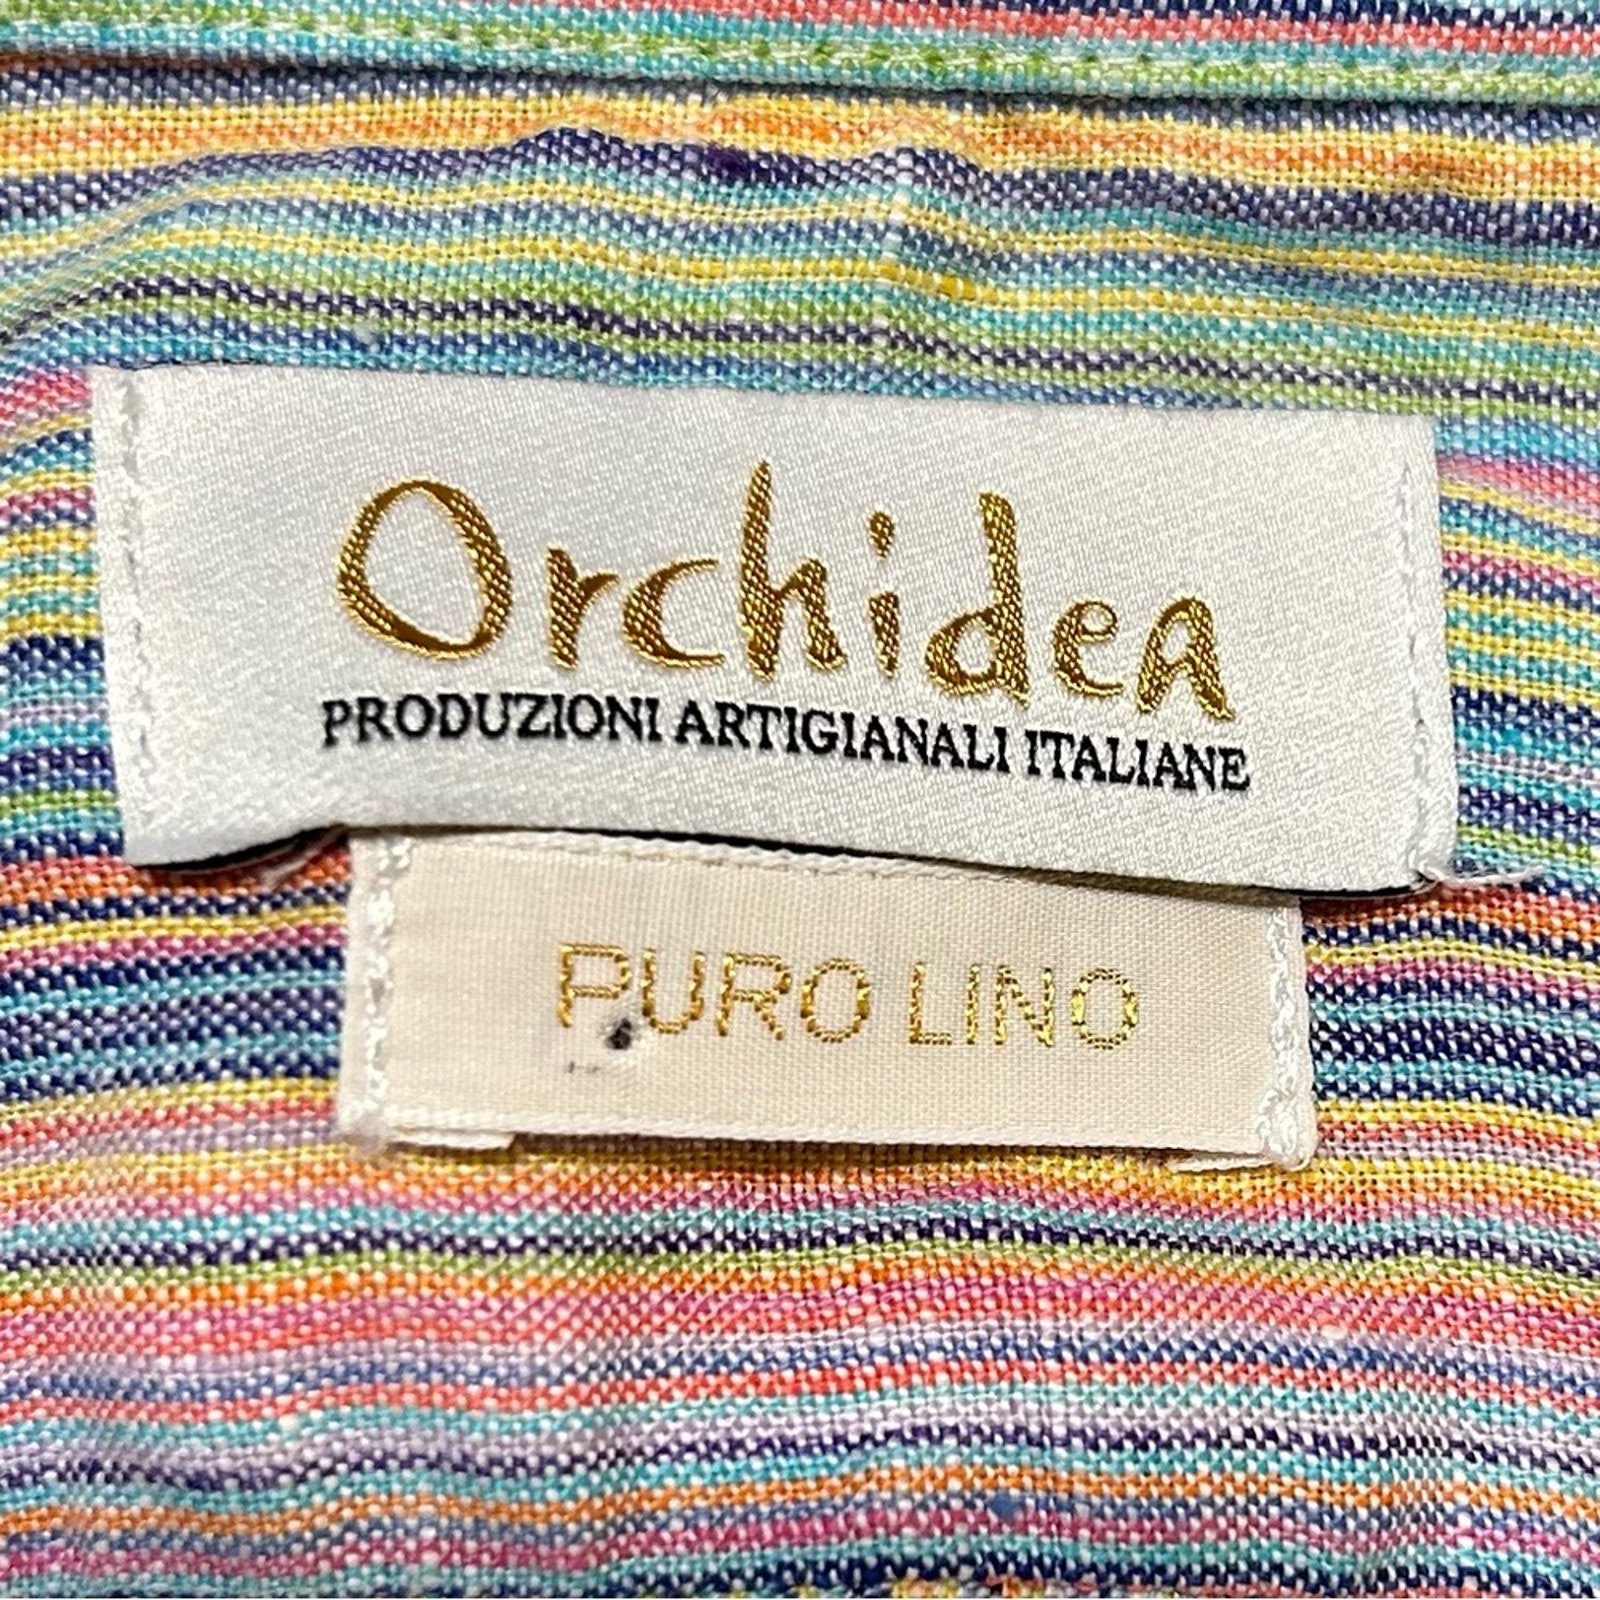 Orchidea
PRODUZIONI ARTIGIANALI ITALIANE
PURO LINO